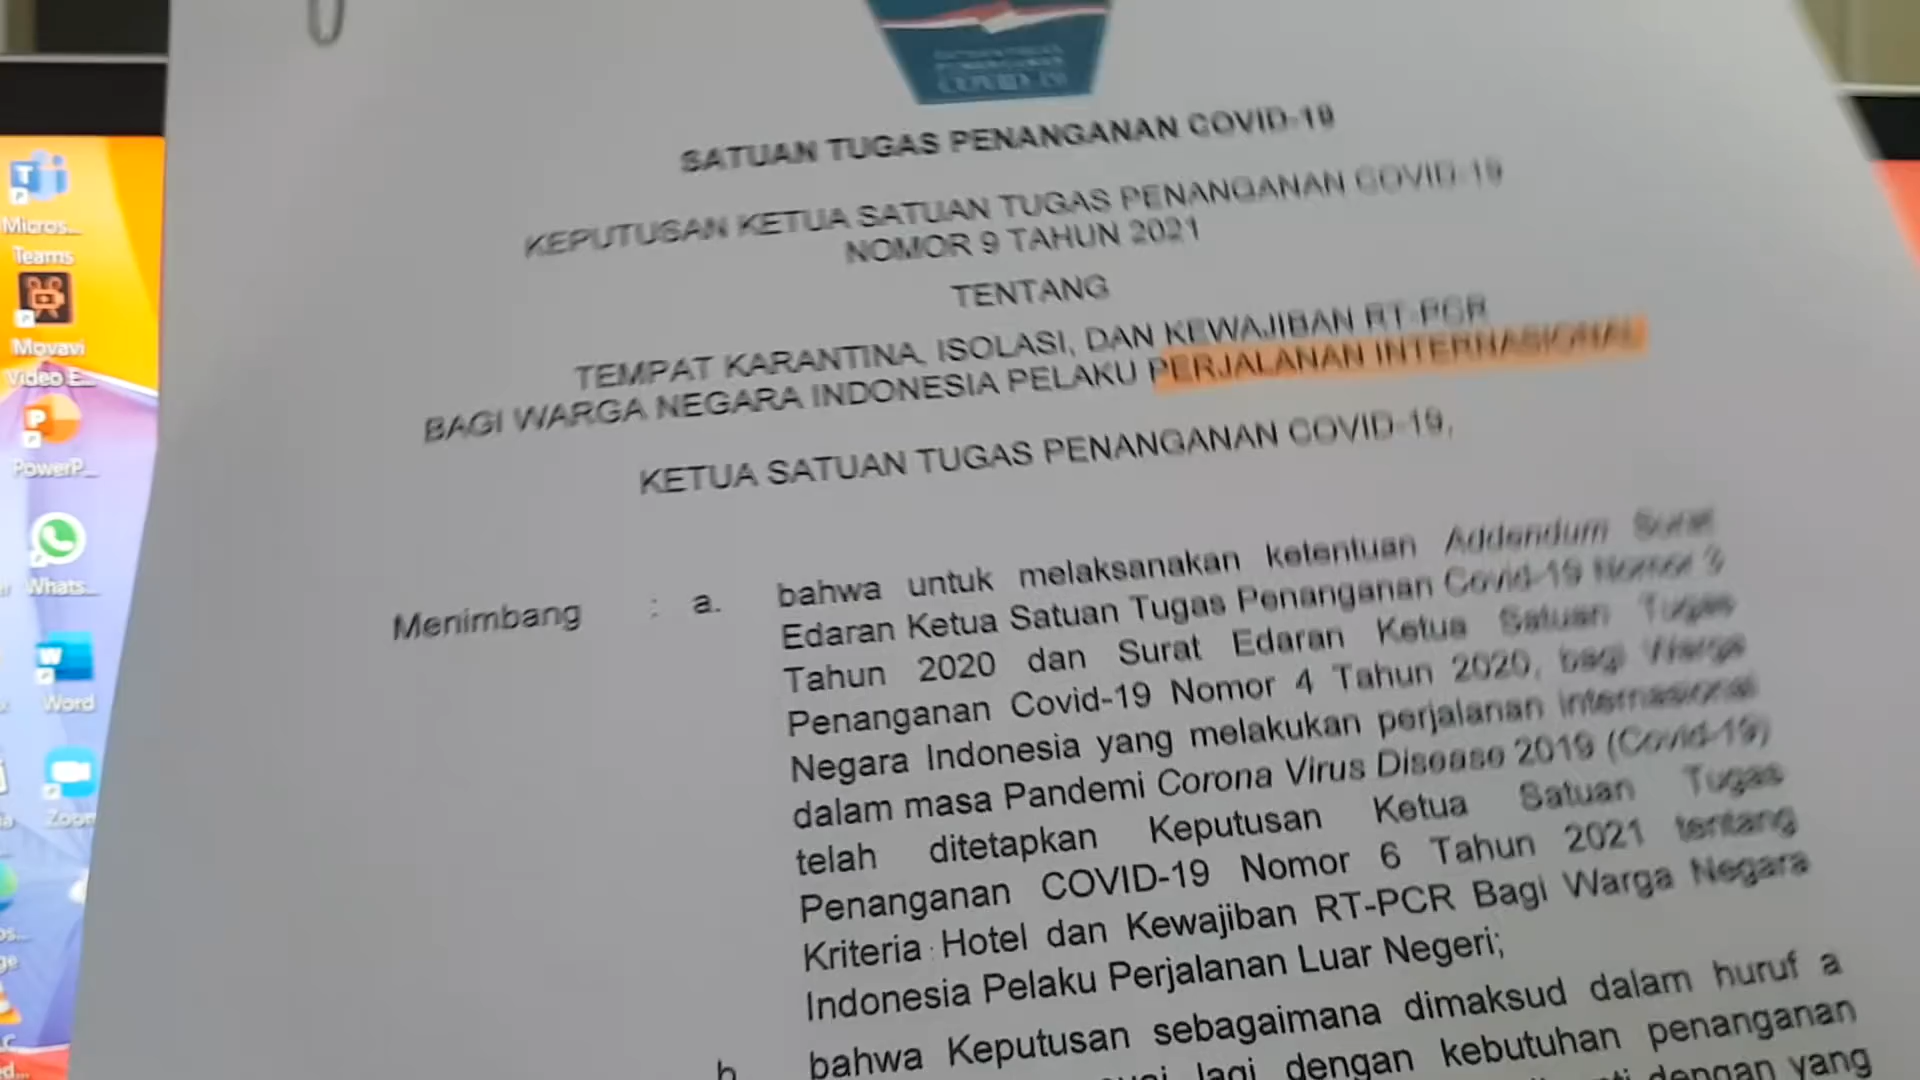 COVID-19
SATUAN TUGAS PENANGANAN COVID-19
KEPUTUSAN KETUA SATUAN TUGAS PENANGANAN COVID-19
NOMOR 9 TAHUN 2021
TENTANG
TEMPAT KARANTINA, ISOLASI, DAN KEWAJIBAN RT-PCR
BAGI WARGA NEGARA INDONESIA PELAKU PERJALANAN INTERNASIONAL
KETUA SATUAN TUGAS PENANGANAN COVID-19,
Menimbang : a. bahwa untuk melaksanakan ketentuan Addendum Surat
Edaran Ketua Satuan Tugas Penanganan Covid-19 Nomor 3
Tahun 2020 dan Surat Edaran Ketua Satuan Tugas
Penanganan Covid-19 Nomor 4 Tahun 2020, bagi Warga
Negara Indonesia yang melakukan perjalanan internasional
dalam masa Pandemi Corona Virus Disease 2019 (Covid-19)
telah ditetapkan Keputusan Ketua Satuan Tugas
Penanganan COVID-19 Nomor 6 Tahun 2021 tentang
Kriteria Hotel dan Kewajiban RT-PCR Bagi Warga Negara
Indonesia Pelaku Perjalanan Luar Negeri;
b. bahwa Keputusan sebagaimana dimaksud dalam huruf a
lagi dengan kebutuhan penanganan
dengan yang
Micros...
Teams
Movavi
Video E...
PowerP...
Whats...
Word
Zoom